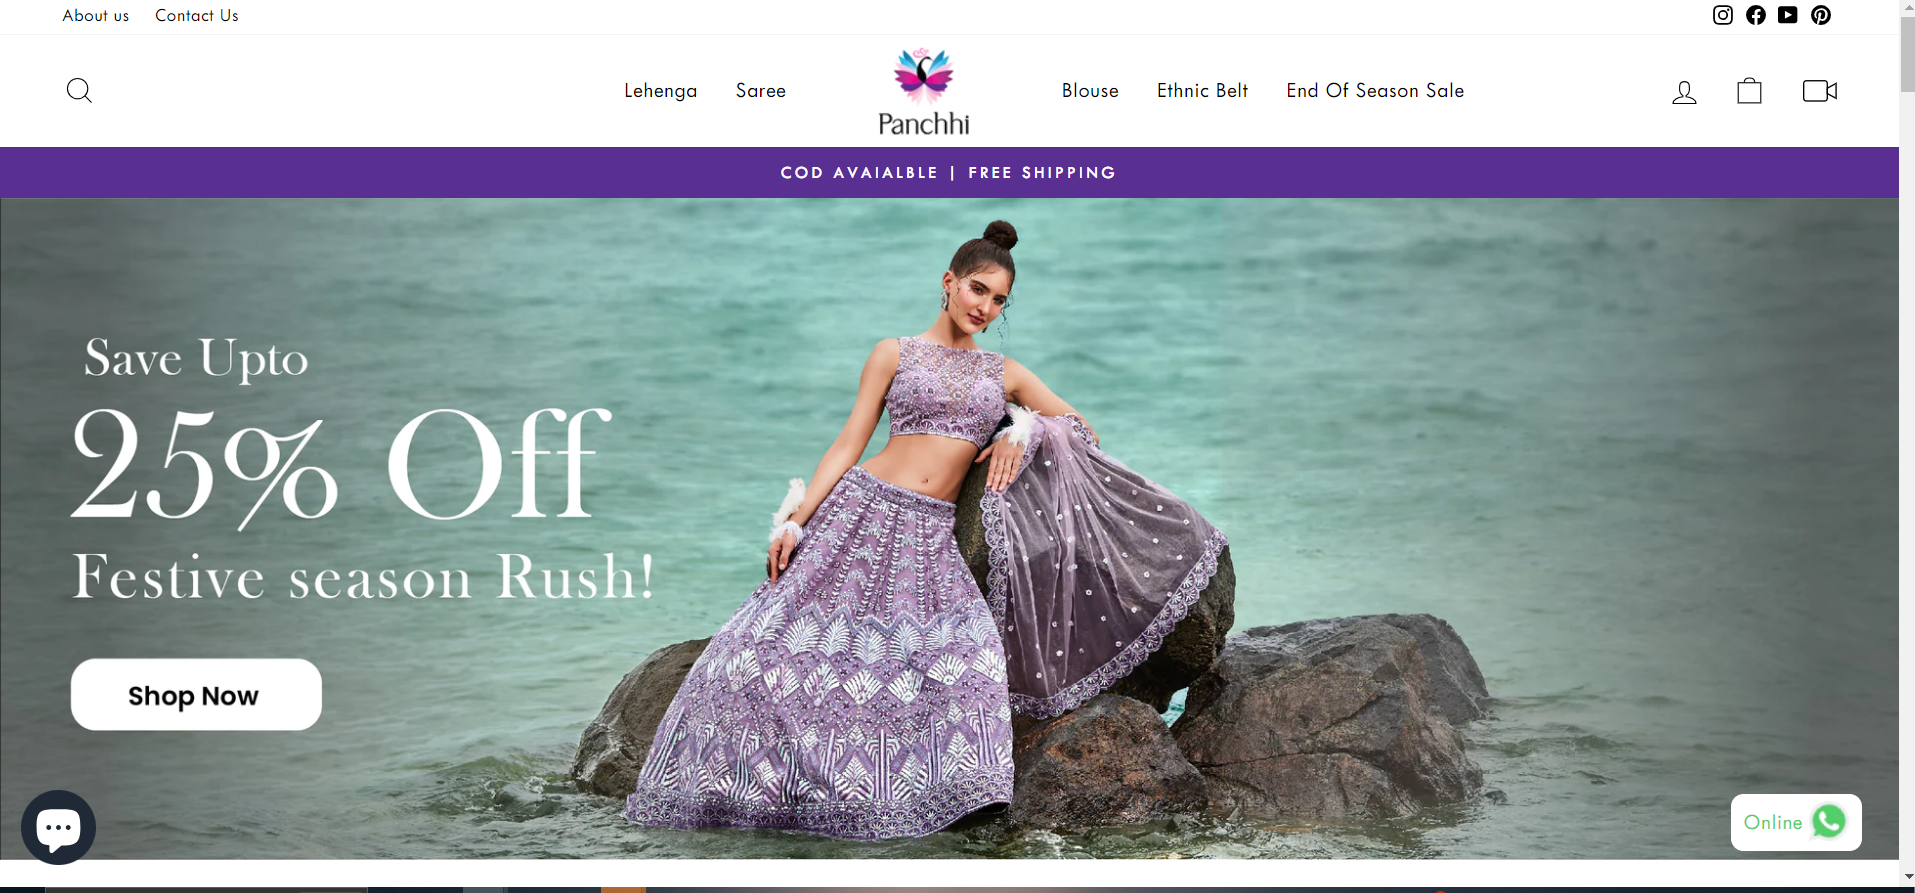 About us Contact Us
Lehenga Saree Panchhi Blouse Ethnic Belt End Of Season Sale
COD AVAIALBLE | FREE SHIPPING
Save Upto
25% Off
Festive season Rush!
Shop Now
Online